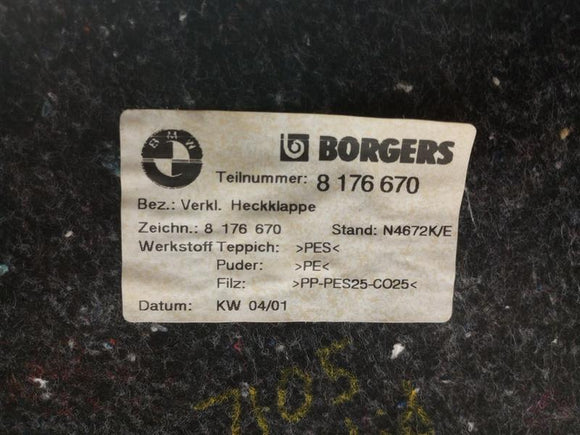 BMW BORGERS
Teilnummer: 8 176 670
Bez.: Verkl. Heckklappe
Zeichn.: 8 176 670 Stand: N4672K/E
Werkstoff Teppich: >PES<
Puder: >PE<
Filz: >PP-PES25-CO25<
Datum: KW 04/01